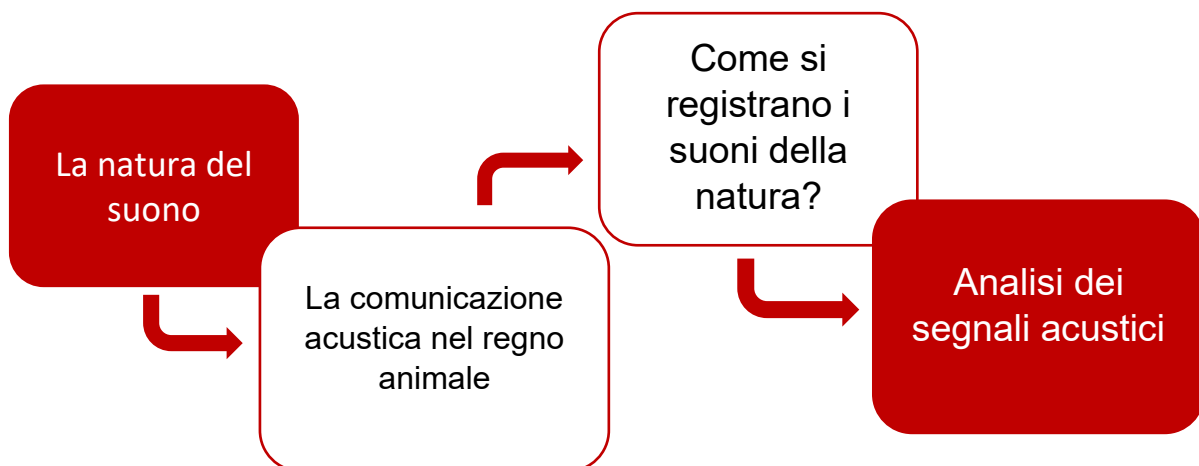 La natura del
suono
La comunicazione
acustica nel regno
animale
Come si
registrano i
suoni della
natura?
Analisi dei
segnali acustici